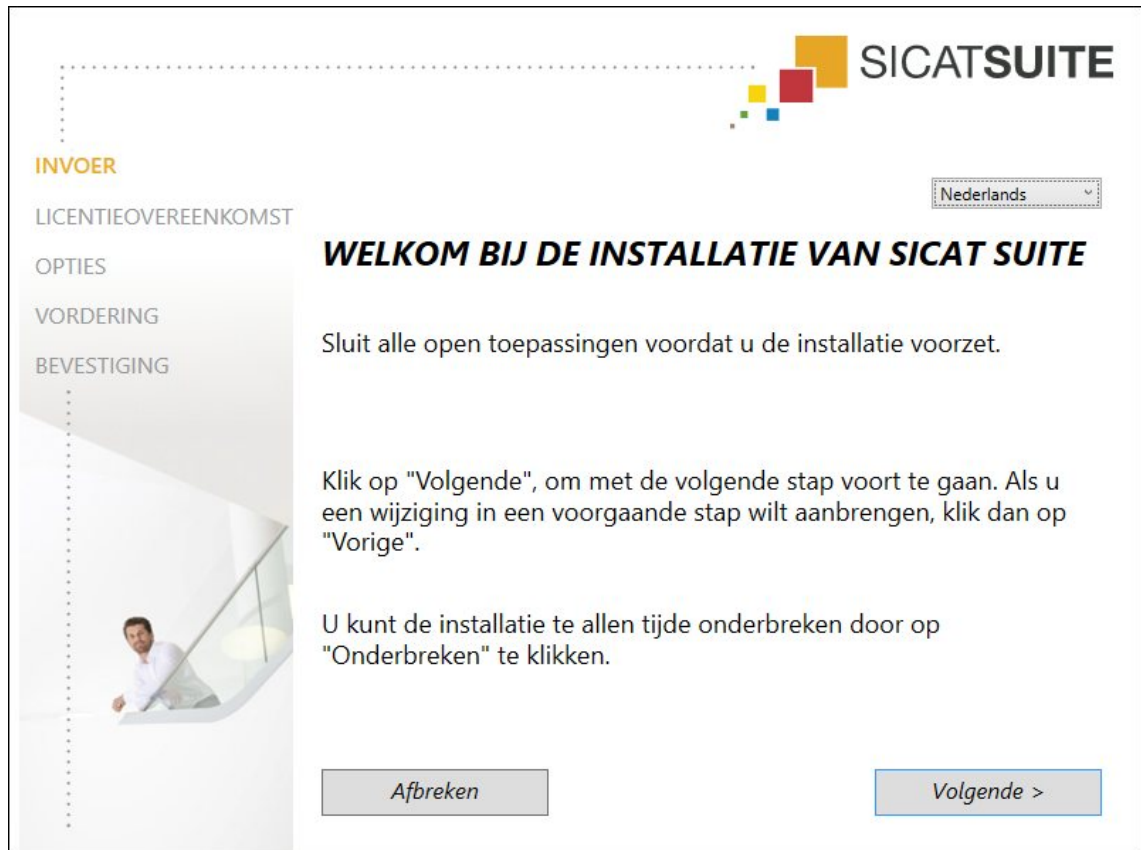 SICATSUITE
INVOER
LICENTIEOVEREENKOMST
OPTIES
VORDERING
BEVESTIGING
Nederlands
WELKOM BIJ DE INSTALLATIE VAN SICAT SUITE
Sluit alle open toepassingen voordat u de installatie voorzet.
Klik op "Volgende", om met de volgende stap voort te gaan. Als u
een wijziging in een voorgaande stap wilt aanbrengen, klik dan op
"Vorige".
U kunt de installatie te allen tijde onderbreken door op
"Onderbreken" te klikken.
Afbreken
Volgende >